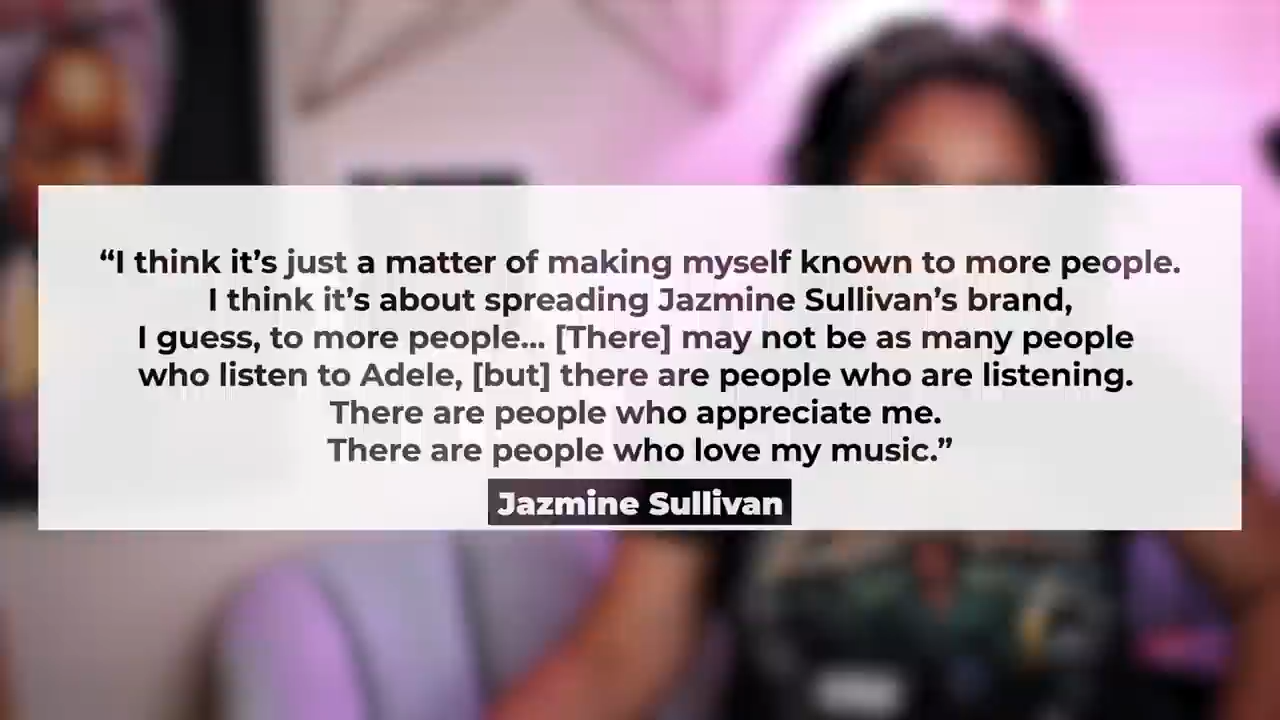 “I think it’s just a matter of making myself known to more people.
I think it’s about spreading Jazmine Sullivan’s brand,
I guess, to more people... [There] may not be as many people
who listen to Adele, [but] there are people who are listening.
There are people who appreciate me.
There are people who love my music.”
Jazmine Sullivan